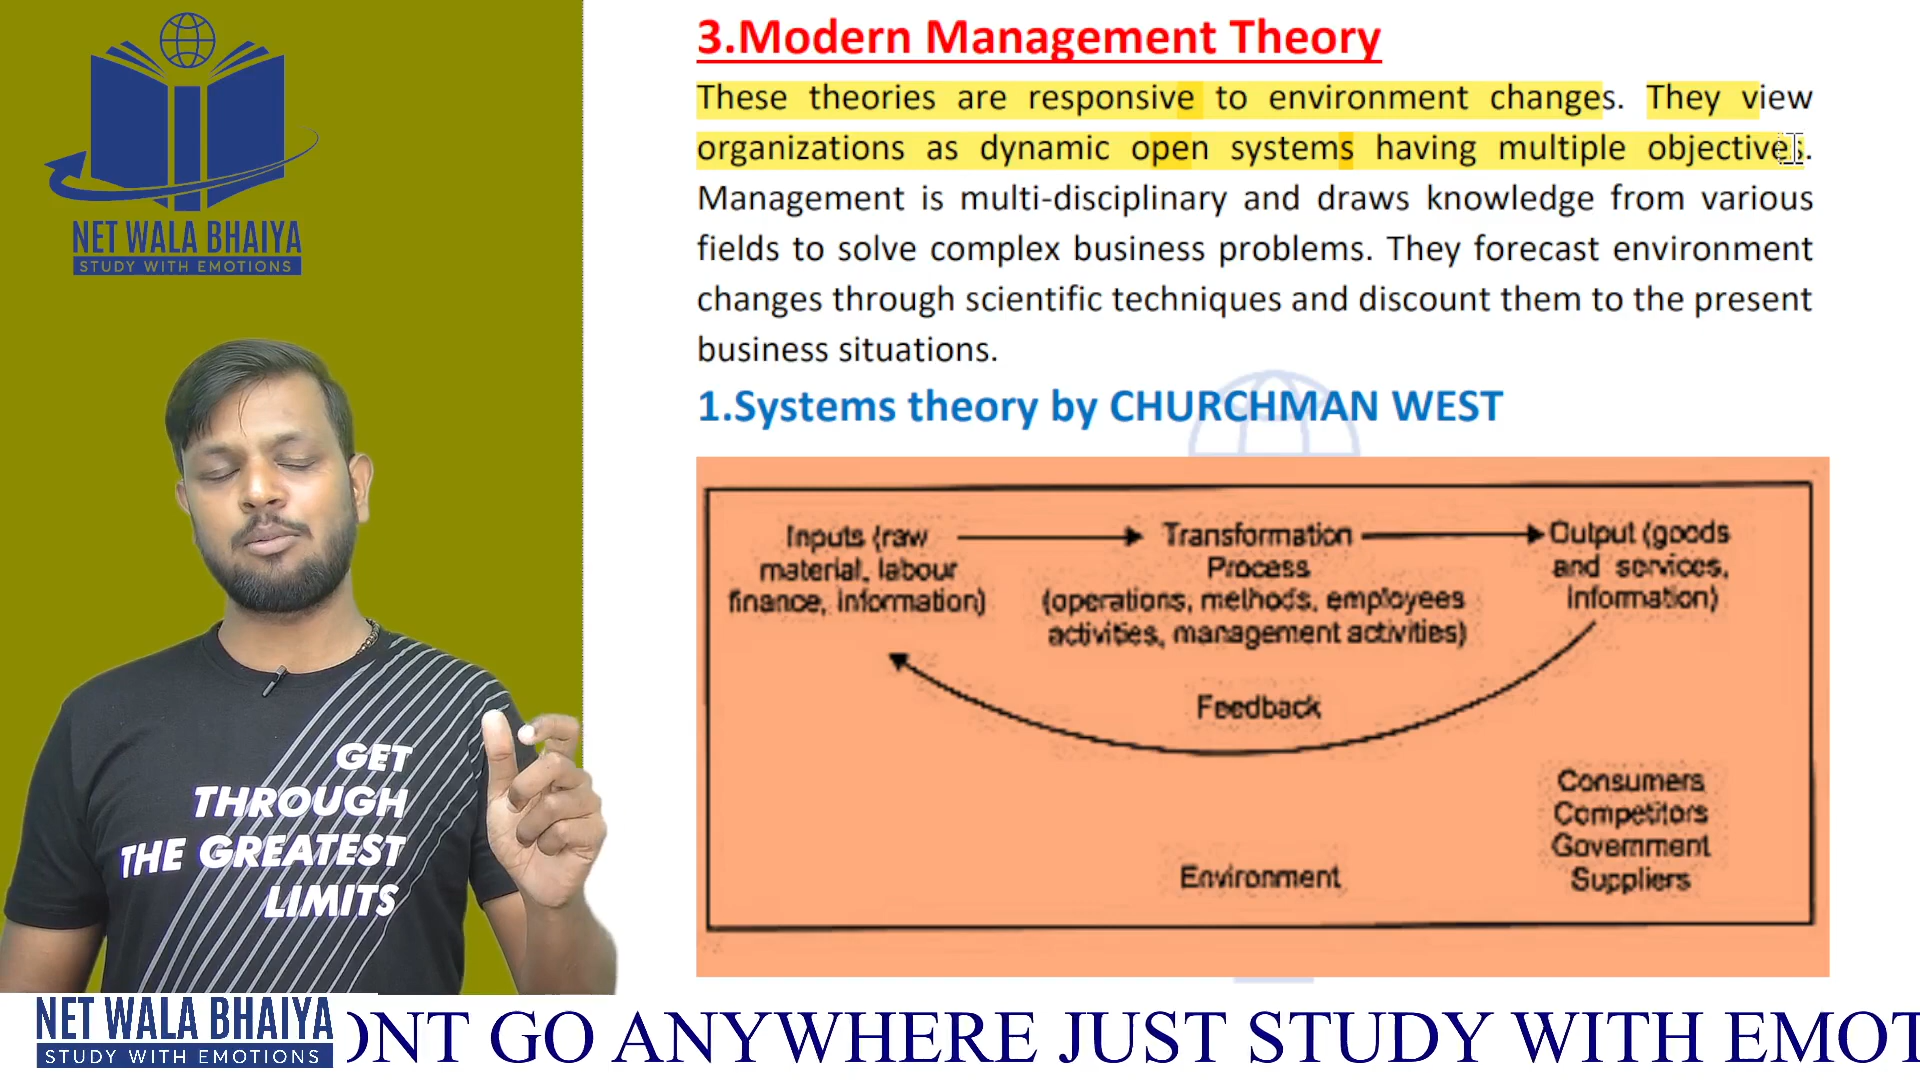 NET WALA BHAIYA
STUDY WITH EMOTIONS
3.Modern Management Theory
These theories are responsive to environment changes. They view
organizations as dynamic open systems having multiple objectives.
Management is multi-disciplinary and draws knowledge from various
fields to solve complex business problems. They forecast environment
changes through scientific techniques and discount them to the present
business situations.
1.Systems theory by CHURCHMAN WEST
Inputs (raw
material, labour
finance, information)
Transformation
Process
(operations, methods, employees
activities, management activities)
Output (goods
and services,
information)
Feedback
Environment
Consumers
Competitors
Government
Suppliers
GET
THROUGH
THE GREATEST
LIMITS
NET WALA BHAIYA
STUDY WITH EMOTIONS
ONT GO ANYWHERE JUST STUDY WITH EMOT